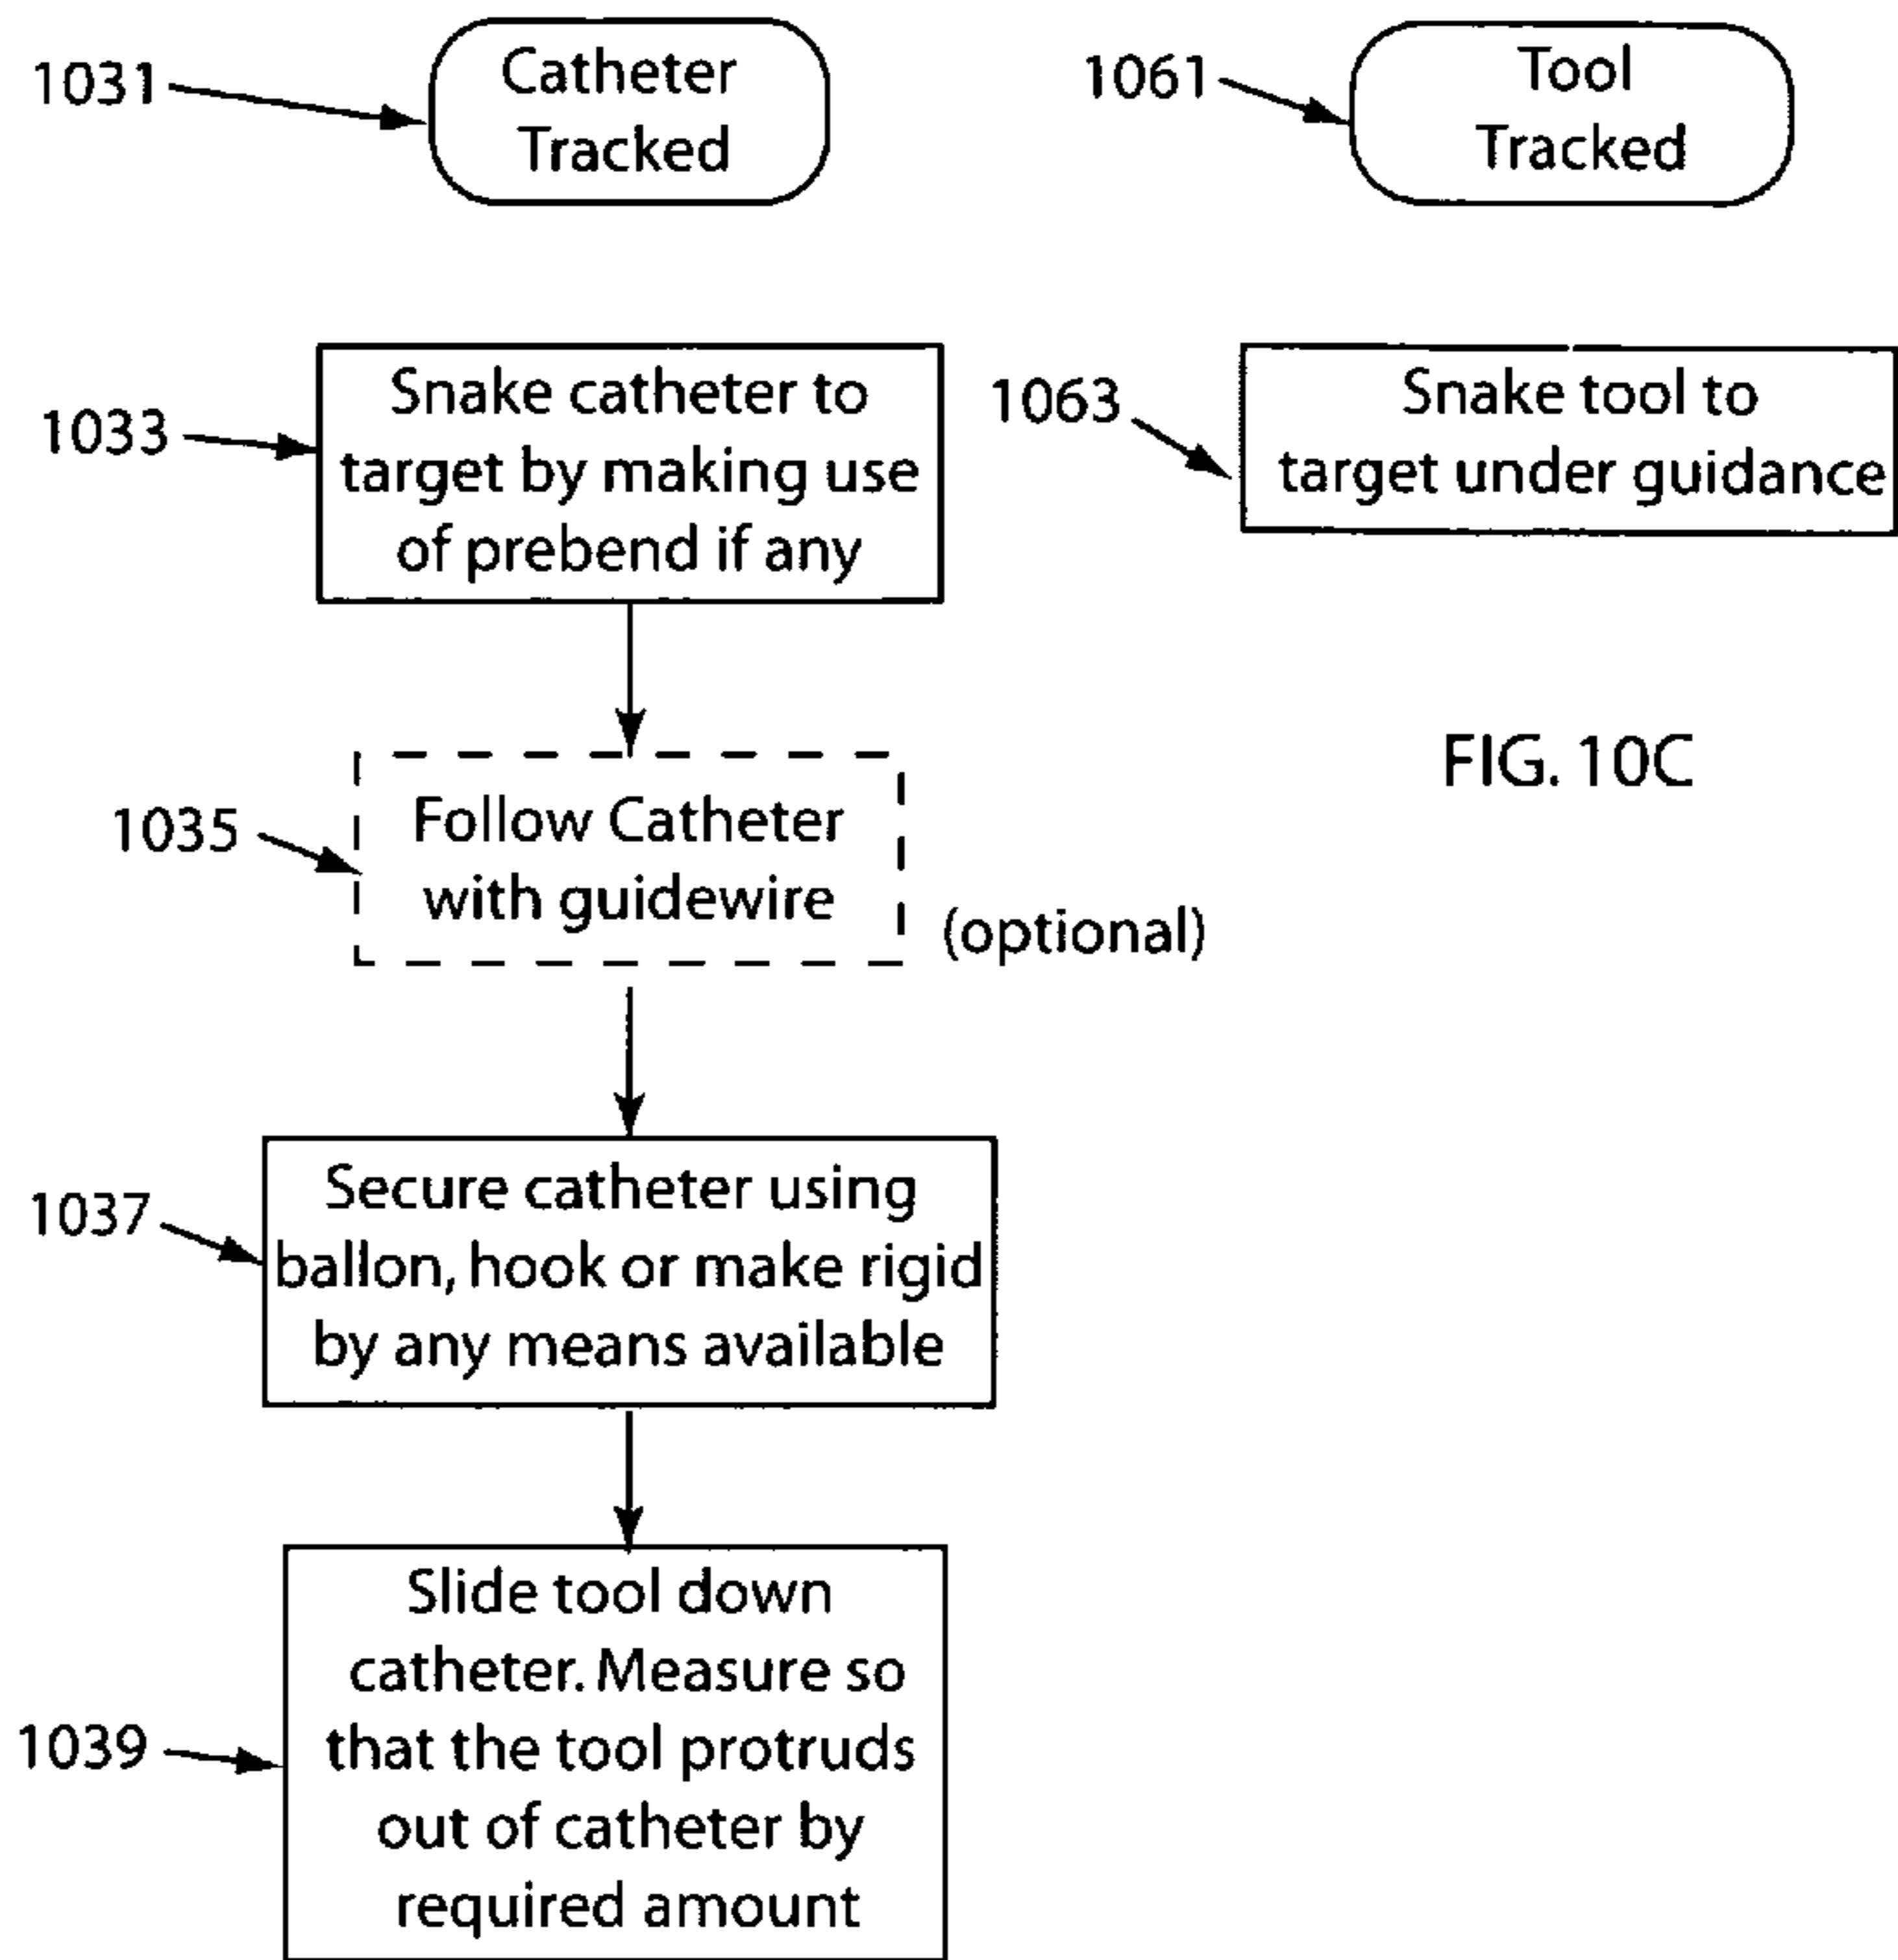 1031
Catheter
Tracked
1033
Snake catheter to
target by making use
of prebend if any
1035
Follow Catheter
with guidewire
(optional)
1037
Secure catheter using
ballon, hook or make rigid
by any means available
1039
Slide tool down
catheter. Measure so
that the tool protruds
out of catheter by
required amount
1061
Tool
Tracked
1063
Snake tool to
target under guidance
FIG. 10C